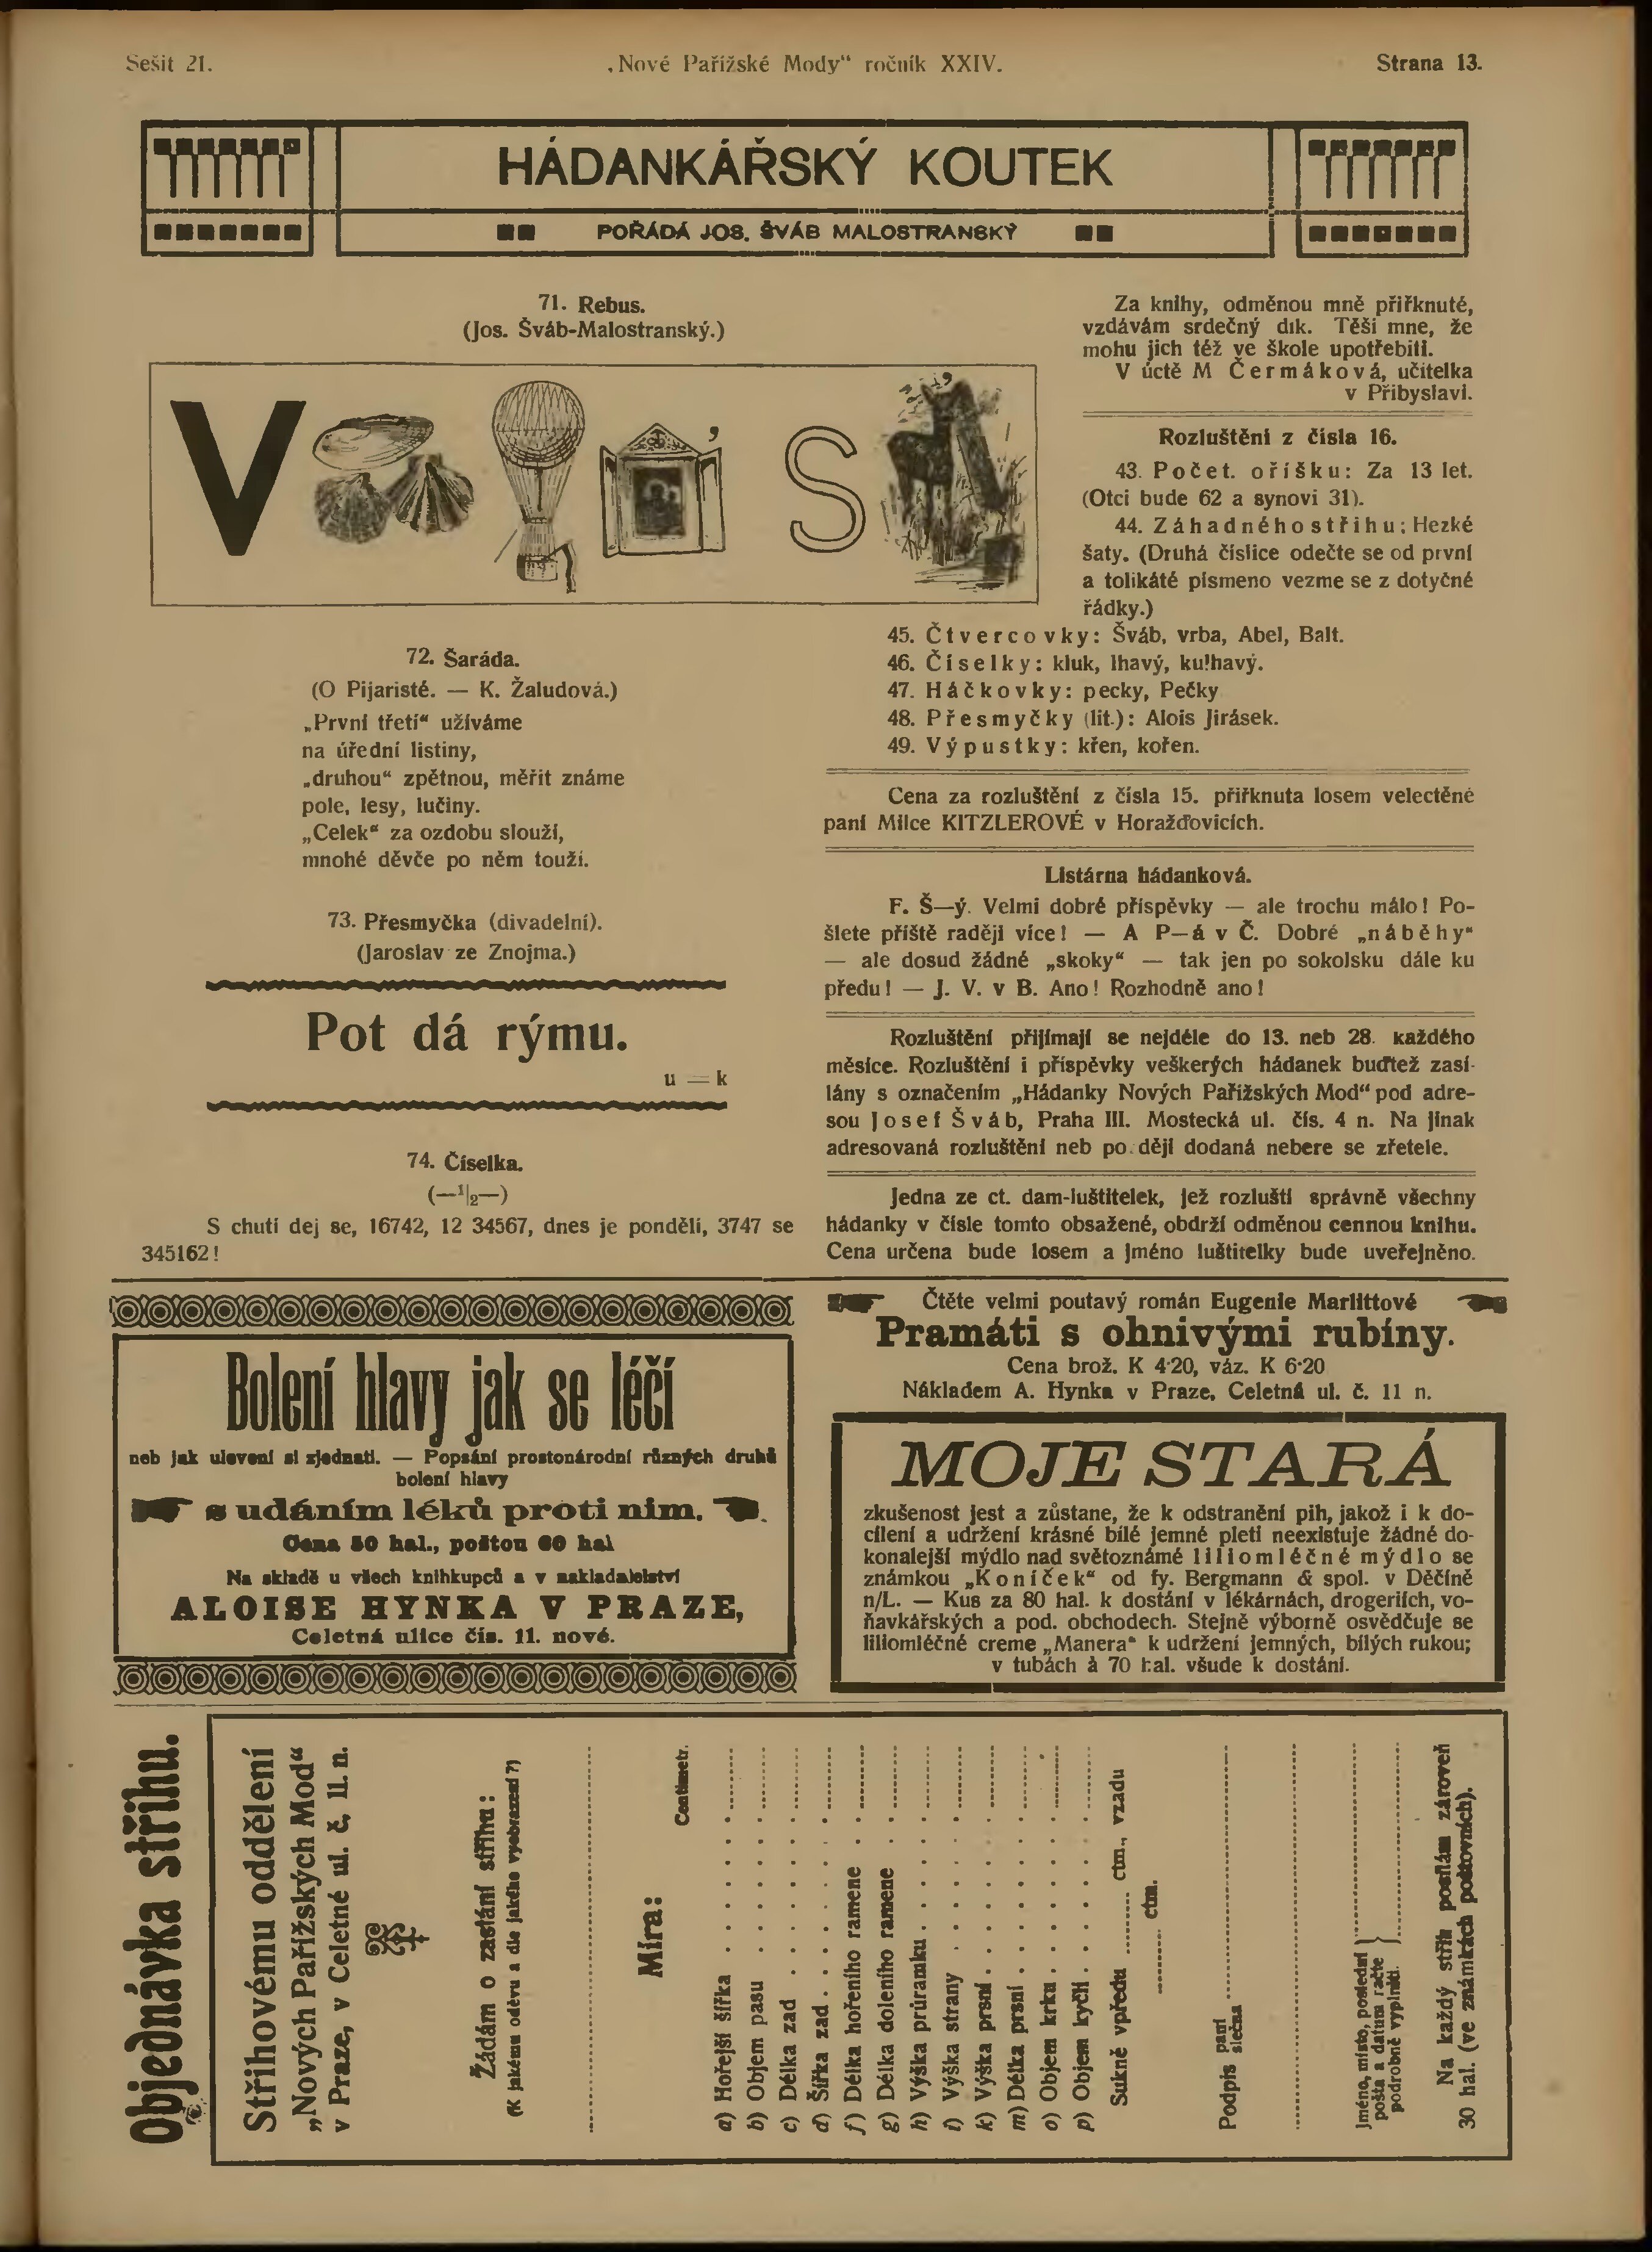 Sešit 21.
„Nové Pařížské Mody“ ročník XXIV.
Strana 13.
HÁDANKÁŘSKÝ KOUTEK
POŘÁDÁ JOS. ŠVÁB MALOSTRANSKÝ
71. Rebus.
(Jos. Šváb-Malostranský.)
V , S ,
72. Šaráda.
(O Pijaristé. — K. Žaludová.)
„První třetí“ užíváme
na úřední listiny,
„druhou“ zpětnou, měřit známe
pole, lesy, lučiny.
„Celek“ za ozdobu slouží,
mnohé děvče po něm touží.
73. Přesmyčka (divadelní).
(Jaroslav ze Znojma.)
Pot dá rýmu.
u = k
74. Číselka.
(—1|2—)
S chutí dej se, 16742, 12 34567, dnes je pondělí, 3747 se
345162!
Za knihy, odměnou mně přiřknuté,
vzdávám srdečný dík. Těší mne, že
mohu jich též ve škole upotřebiti.
V úctě M Čermáková, učitelka
v Přibyslavi.
Rozluštění z čísla 16.
43. Počet. oříšku: Za 13 let.
(Otci bude 62 a synovi 31).
44. Záhadného střihu: Hezké
šaty. (Druhá číslice odečte se od první
a tolikáté písmeno vezme se z dotyčné
řádky.)
45. Čtvercovky: Šváb, vrba, Abel, Balt.
46. Číselky: kluk, lhavý, kulhavý.
47. Háčkovky: pecky, Pečky
48. Přesmyčky (lit.): Alois Jirásek.
49. Výpustky: křen, kořen.
Cena za rozluštění z čísla 15. přiřknuta losem velectěné
paní Milce KITZLEROVÉ v Horažďovicích.
Listárna hádanková.
F. Š—ý. Velmi dobré příspěvky — ale trochu málo! Po-
šlete příště raději více! — A P—á v Č. Dobré „náběhy“
— ale dosud žádné „skoky“ — tak jen po sokolsku dále ku
předu! — J. V. v B. Ano! Rozhodně ano!
Rozluštění přijímají se nejdéle do 13. neb 28. každého
měsíce. Rozluštění i příspěvky veškerých hádanek buďtež zasí-
lány s označením „Hádanky Nových Pařížských Mod“ pod adre-
sou Josef Šváb, Praha III. Mostecká ul. čís. 4 n. Na jinak
adresovaná rozluštění neb po ději dodaná nebere se zřetele.
Jedna ze ct. dam-luštitelek, jež rozluští správně všechny
hádanky v čísle tomto obsažené, obdrží odměnou cennou knihu.
Cena určena bude losem a jméno luštitelky bude uveřejněno.
Bolení hlavy jak se léčí
neb jak ulevení si zjednati. — Popsání prostonárodní různých druhů
bolení hlavy
s udáním léků proti nim.
Cena 50 hal., poštou 60 hal
Na skladě u všech knihkupců a v nakladatelství
ALOISE HYNKA V PRAZE,
Celetná ulice čís. 11. nové.
Čtěte velmi poutavý román Eugenie Marlittové
Pramáti s ohnivými rubíny.
Cena brož. K 4·20, váz. K 6·20
Nákladem A. Hynka v Praze, Celetná ul. č. 11 n.
MOJE STARÁ
zkušenost jest a zůstane, že k odstranění pih, jakož i k do-
cílení a udržení krásné bílé jemné pleti neexistuje žádné do-
konalejší mýdlo nad světoznámé liliomléčné mýdlo se
známkou „Koníček“ od fy. Bergmann & spol. v Děčíně
n/L. — Kus za 80 hal. k dostání v lékárnách, drogeriích, vo-
ňavkářských a pod. obchodech. Stejně výborně osvědčuje se
liliomléčné creme „Manera“ k udržení jemných, bílých rukou;
v tubách à 70 hal. všude k dostání.
Objednávka střihu.
Střihovému oddělení
„Nových Pařížských Mod“
v Praze, v Celetné ul. č. 11. n.
Žádám o zaslání střihu:
(K jakému oděvu a dle jakého vyobrazení?)
Míra:
Centimetr.
a) Hořejší šířka
b) Objem pasu
c) Délka zad
d) Šířka zad
f) Délka hořeního ramene
g) Délka doleního ramene
h) Výška průramku
i) Výška strany
k) Výška prsní
m) Délka prsní
o) Objem krku
p) Objem kyčlí
Sukně vpředu ........ ctm., vzadu
........ ctm.
Podpis paní
slečna
Jméno, místo, poslední
pošta a datum račte
podrobně vyplniti.
Na každý střih posílám zároveň
30 hal. (ve známkách poštovních).